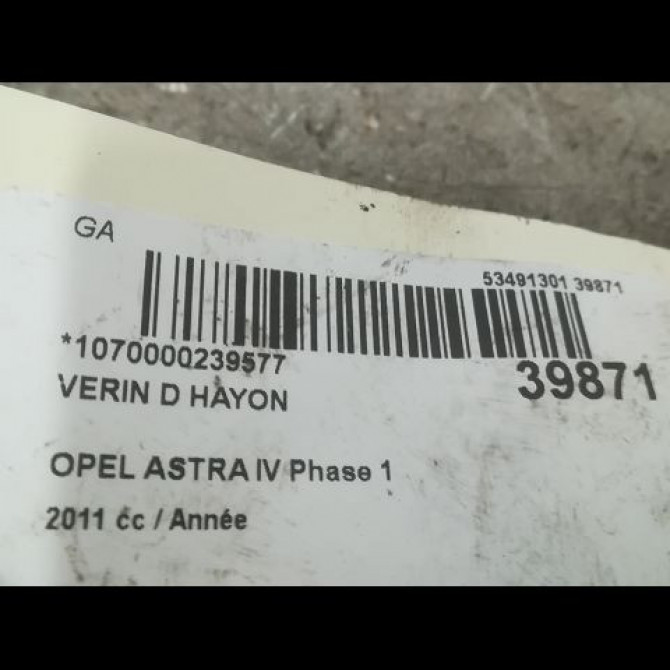 GA
53491301 39871
*1070000239577
39871
VERIN D HAYON
OPEL ASTRA IV Phase 1
2011 cc / Année